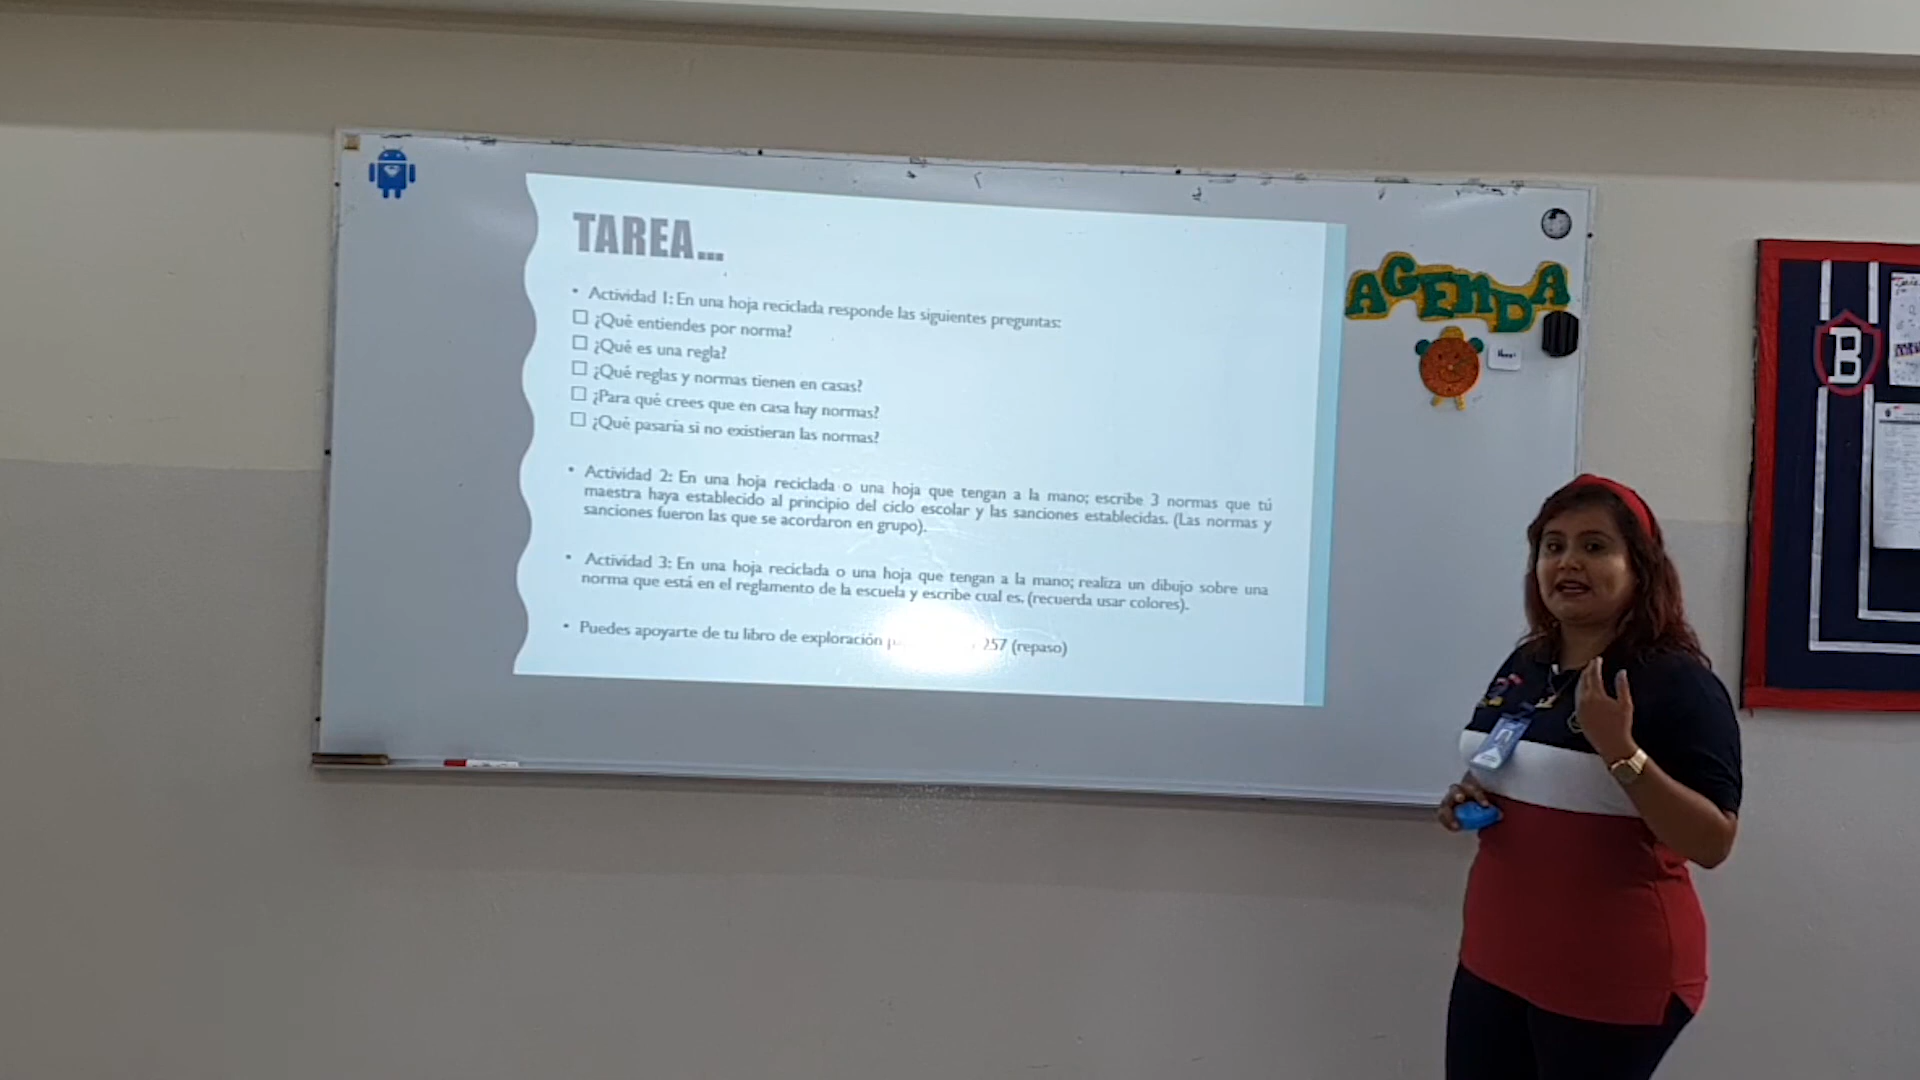 TAREA...
• Actividad 1: En una hoja reciclada responde las siguientes preguntas:
☐ ¿Qué entiendes por norma?
☐ ¿Qué es una regla?
☐ ¿Qué reglas y normas tienen en casas?
☐ ¿Para qué crees que en casa hay normas?
☐ ¿Qué pasaría si no existieran las normas?
• Actividad 2: En una hoja reciclada o una hoja que tengan a la mano; escribe 3 normas que tú
maestra haya establecido al principio del ciclo escolar y las sanciones establecidas. (Las normas y
sanciones fueron las que se acordaron en grupo).
• Actividad 3: En una hoja reciclada o una hoja que tengan a la mano; realiza un dibujo sobre una
norma que está en el reglamento de la escuela y escribe cual es. (recuerda usar colores).
• Puedes apoyarte de tu libro de exploración 257 (repaso)
AGENDA
B